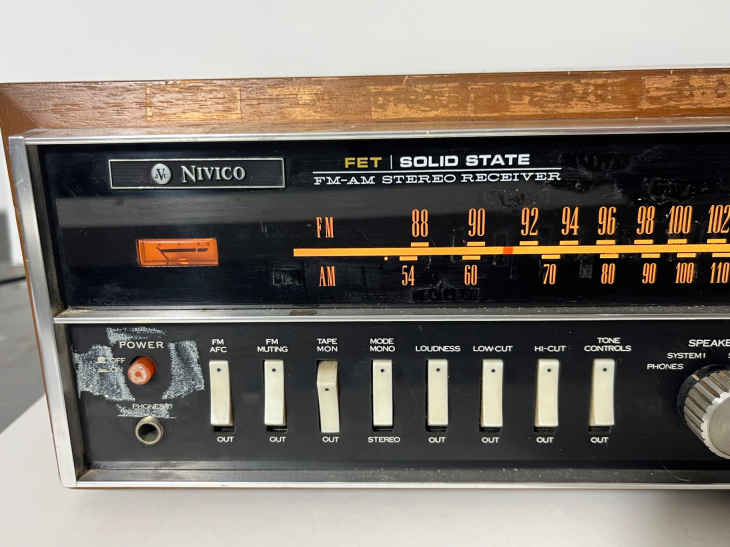 NIVICO
FET | SOLID STATE
FM-AM STEREO RECEIVER
FM 88 90 92 94 96 98 100 102
AM 54 60 70 80 90 100 110
POWER
OFF
ON
PHONES
FM AFC
OUT
FM MUTING
OUT
TAPE MON
OUT
MODE MONO
STEREO
LOUDNESS
OUT
LOW-CUT
OUT
HI-CUT
OUT
TONE CONTROLS
OUT
SPEAKE
SYSTEM I
PHONES